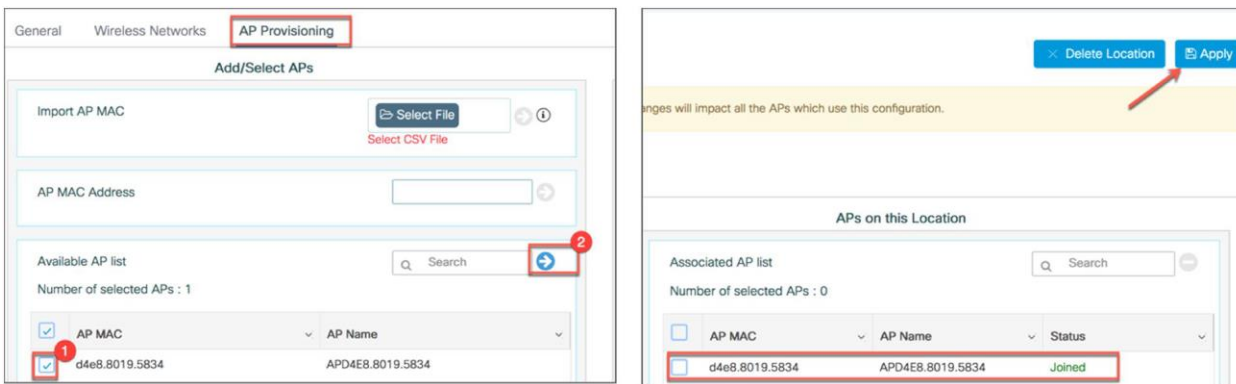 General Wireless Networks AP Provisioning
Add/Select APs
Import AP MAC Select File
Select CSV File
AP MAC Address
Available AP list Search 2
Number of selected APs : 1
AP MAC AP Name
1 d4e8.8019.5834 APD4E8.8019.5834
Delete Location Apply
anges will impact all the APs which use this configuration.
APs on this Location
Associated AP list Search
Number of selected APs : 0
AP MAC AP Name Status
d4e8.8019.5834 APD4E8.8019.5834 Joined